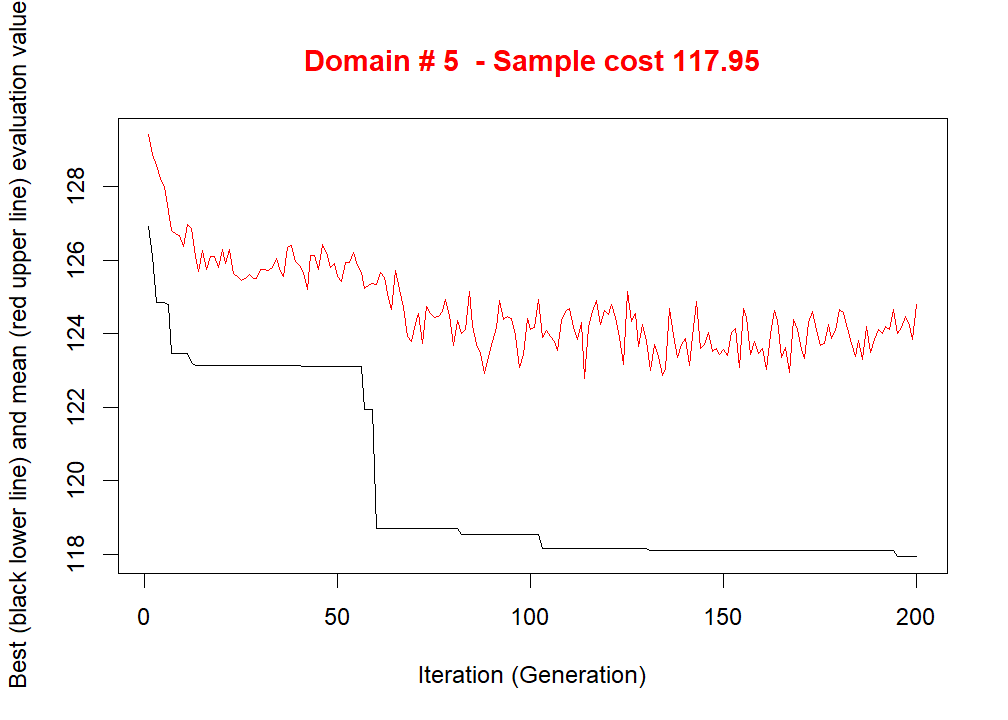 Domain # 5  - Sample cost 117.95
Best (black lower line) and mean (red upper line) evaluation value
128
126
124
122
120
118
0 50 100 150 200
Iteration (Generation)